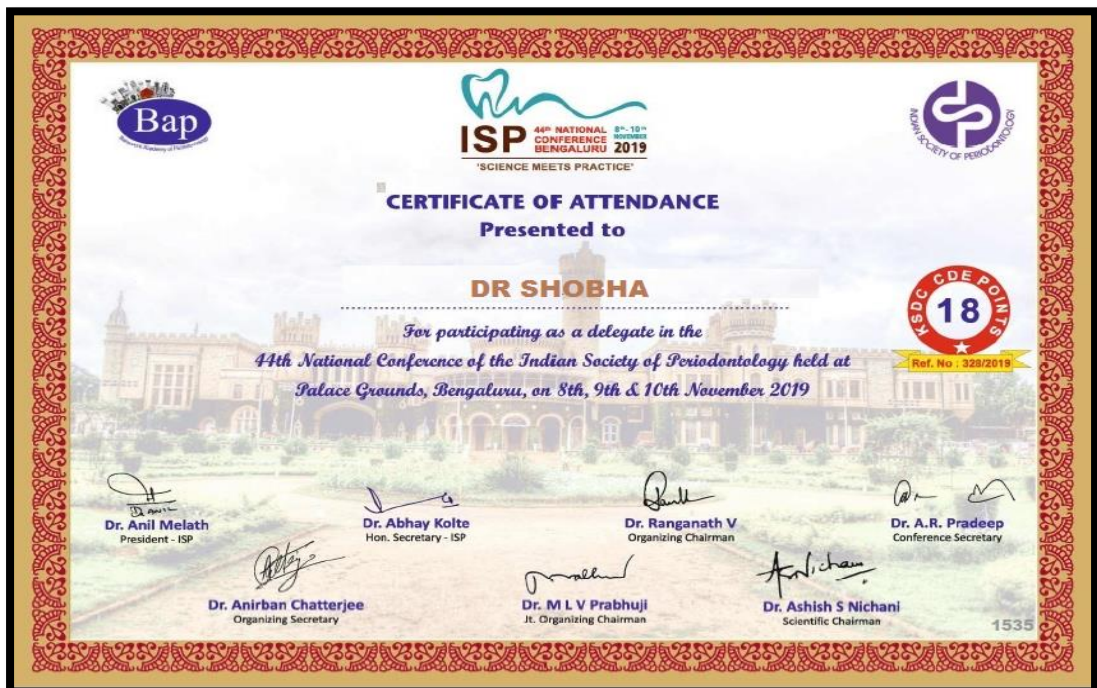 Bap
ISP 44th NATIONAL CONFERENCE BENGALURU 8th - 10th NOVEMBER 2019
'SCIENCE MEETS PRACTICE'
INDIAN SOCIETY OF PERIODONTOLOGY
CERTIFICATE OF ATTENDANCE
Presented to
DR SHOBHA
KSDC CDE POINTS
18
Ref. No : 328/2019
For participating as a delegate in the
44th National Conference of the Indian Society of Periodontology held at
Palace Grounds, Bengaluru, on 8th, 9th & 10th November 2019
Dr. Anil Melath
President - ISP
Dr. Abhay Kolte
Hon. Secretary - ISP
Dr. Ranganath V
Organizing Chairman
Dr. A.R. Pradeep
Conference Secretary
Dr. Anirban Chatterjee
Organizing Secretary
Dr. M L V Prabhuji
Jt. Organizing Chairman
Dr. Ashish S Nichani
Scientific Chairman
1535